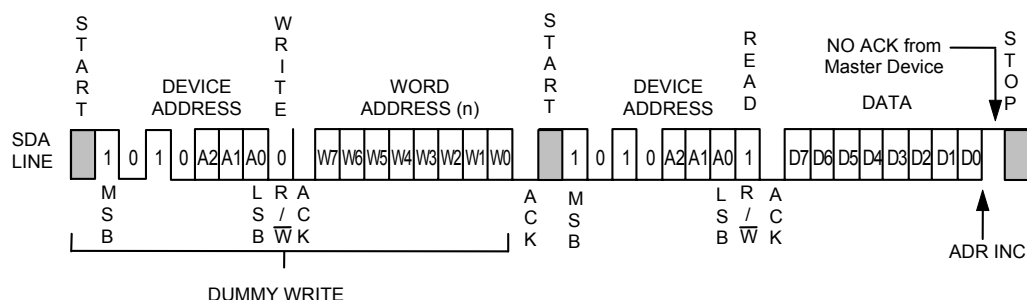 START
WRITE
START
READ
NO ACK from
Master Device
STOP
DEVICE
ADDRESS
WORD
ADDRESS (n)
DEVICE
ADDRESS
DATA
SDA
LINE
1 0 1 0 A2 A1 A0 0 W7 W6 W5 W4 W3 W2 W1 W0 1 0 1 0 A2 A1 A0 1 D7 D6 D5 D4 D3 D2 D1 D0
MSB
LSB
R/W
ACK
ACK
MSB
LSB
R/W
ACK
ADR INC
DUMMY WRITE